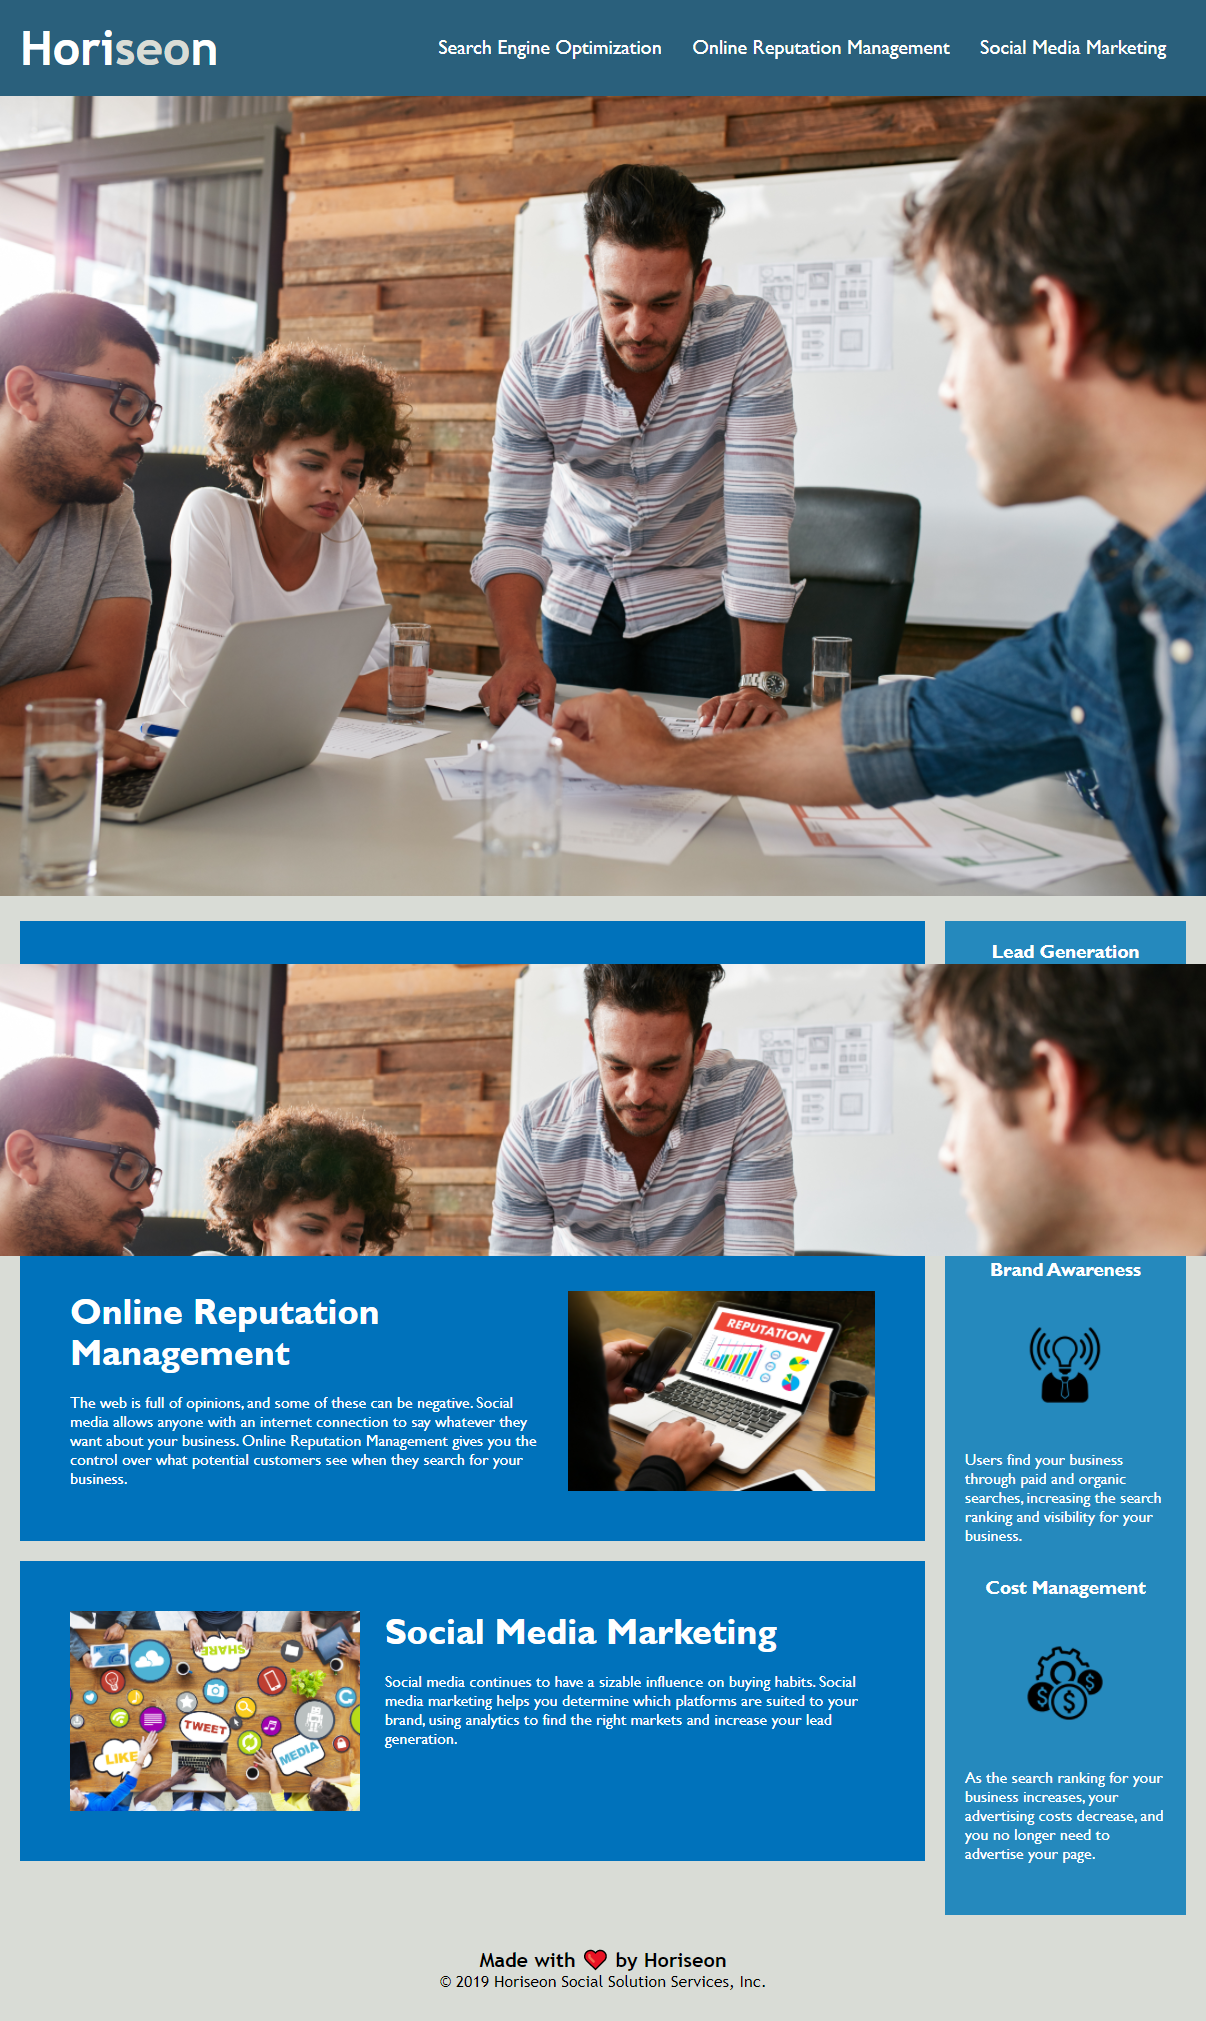 Horiseon
Search Engine Optimization
Online Reputation Management
Social Media Marketing
Lead Generation
Brand Awareness
Online Reputation
Management
The web is full of opinions, and some of these can be negative. Social
media allows anyone with an internet connection to say whatever they
want about your business. Online Reputation Management gives you the
control over what potential customers see when they search for your
business.
REPUTATION
Users find your business
through paid and organic
searches, increasing the search
ranking and visibility for your
business.
SHARE
TWEET
LIKE
MEDIA
Social Media Marketing
Social media continues to have a sizable influence on buying habits. Social
media marketing helps you determine which platforms are suited to your
brand, using analytics to find the right markets and increase your lead
generation.
Cost Management
$ $ $
As the search ranking for your
business increases, your
advertising costs decrease, and
you no longer need to
advertise your page.
Made with ❤️ by Horiseon
© 2019 Horiseon Social Solution Services, Inc.